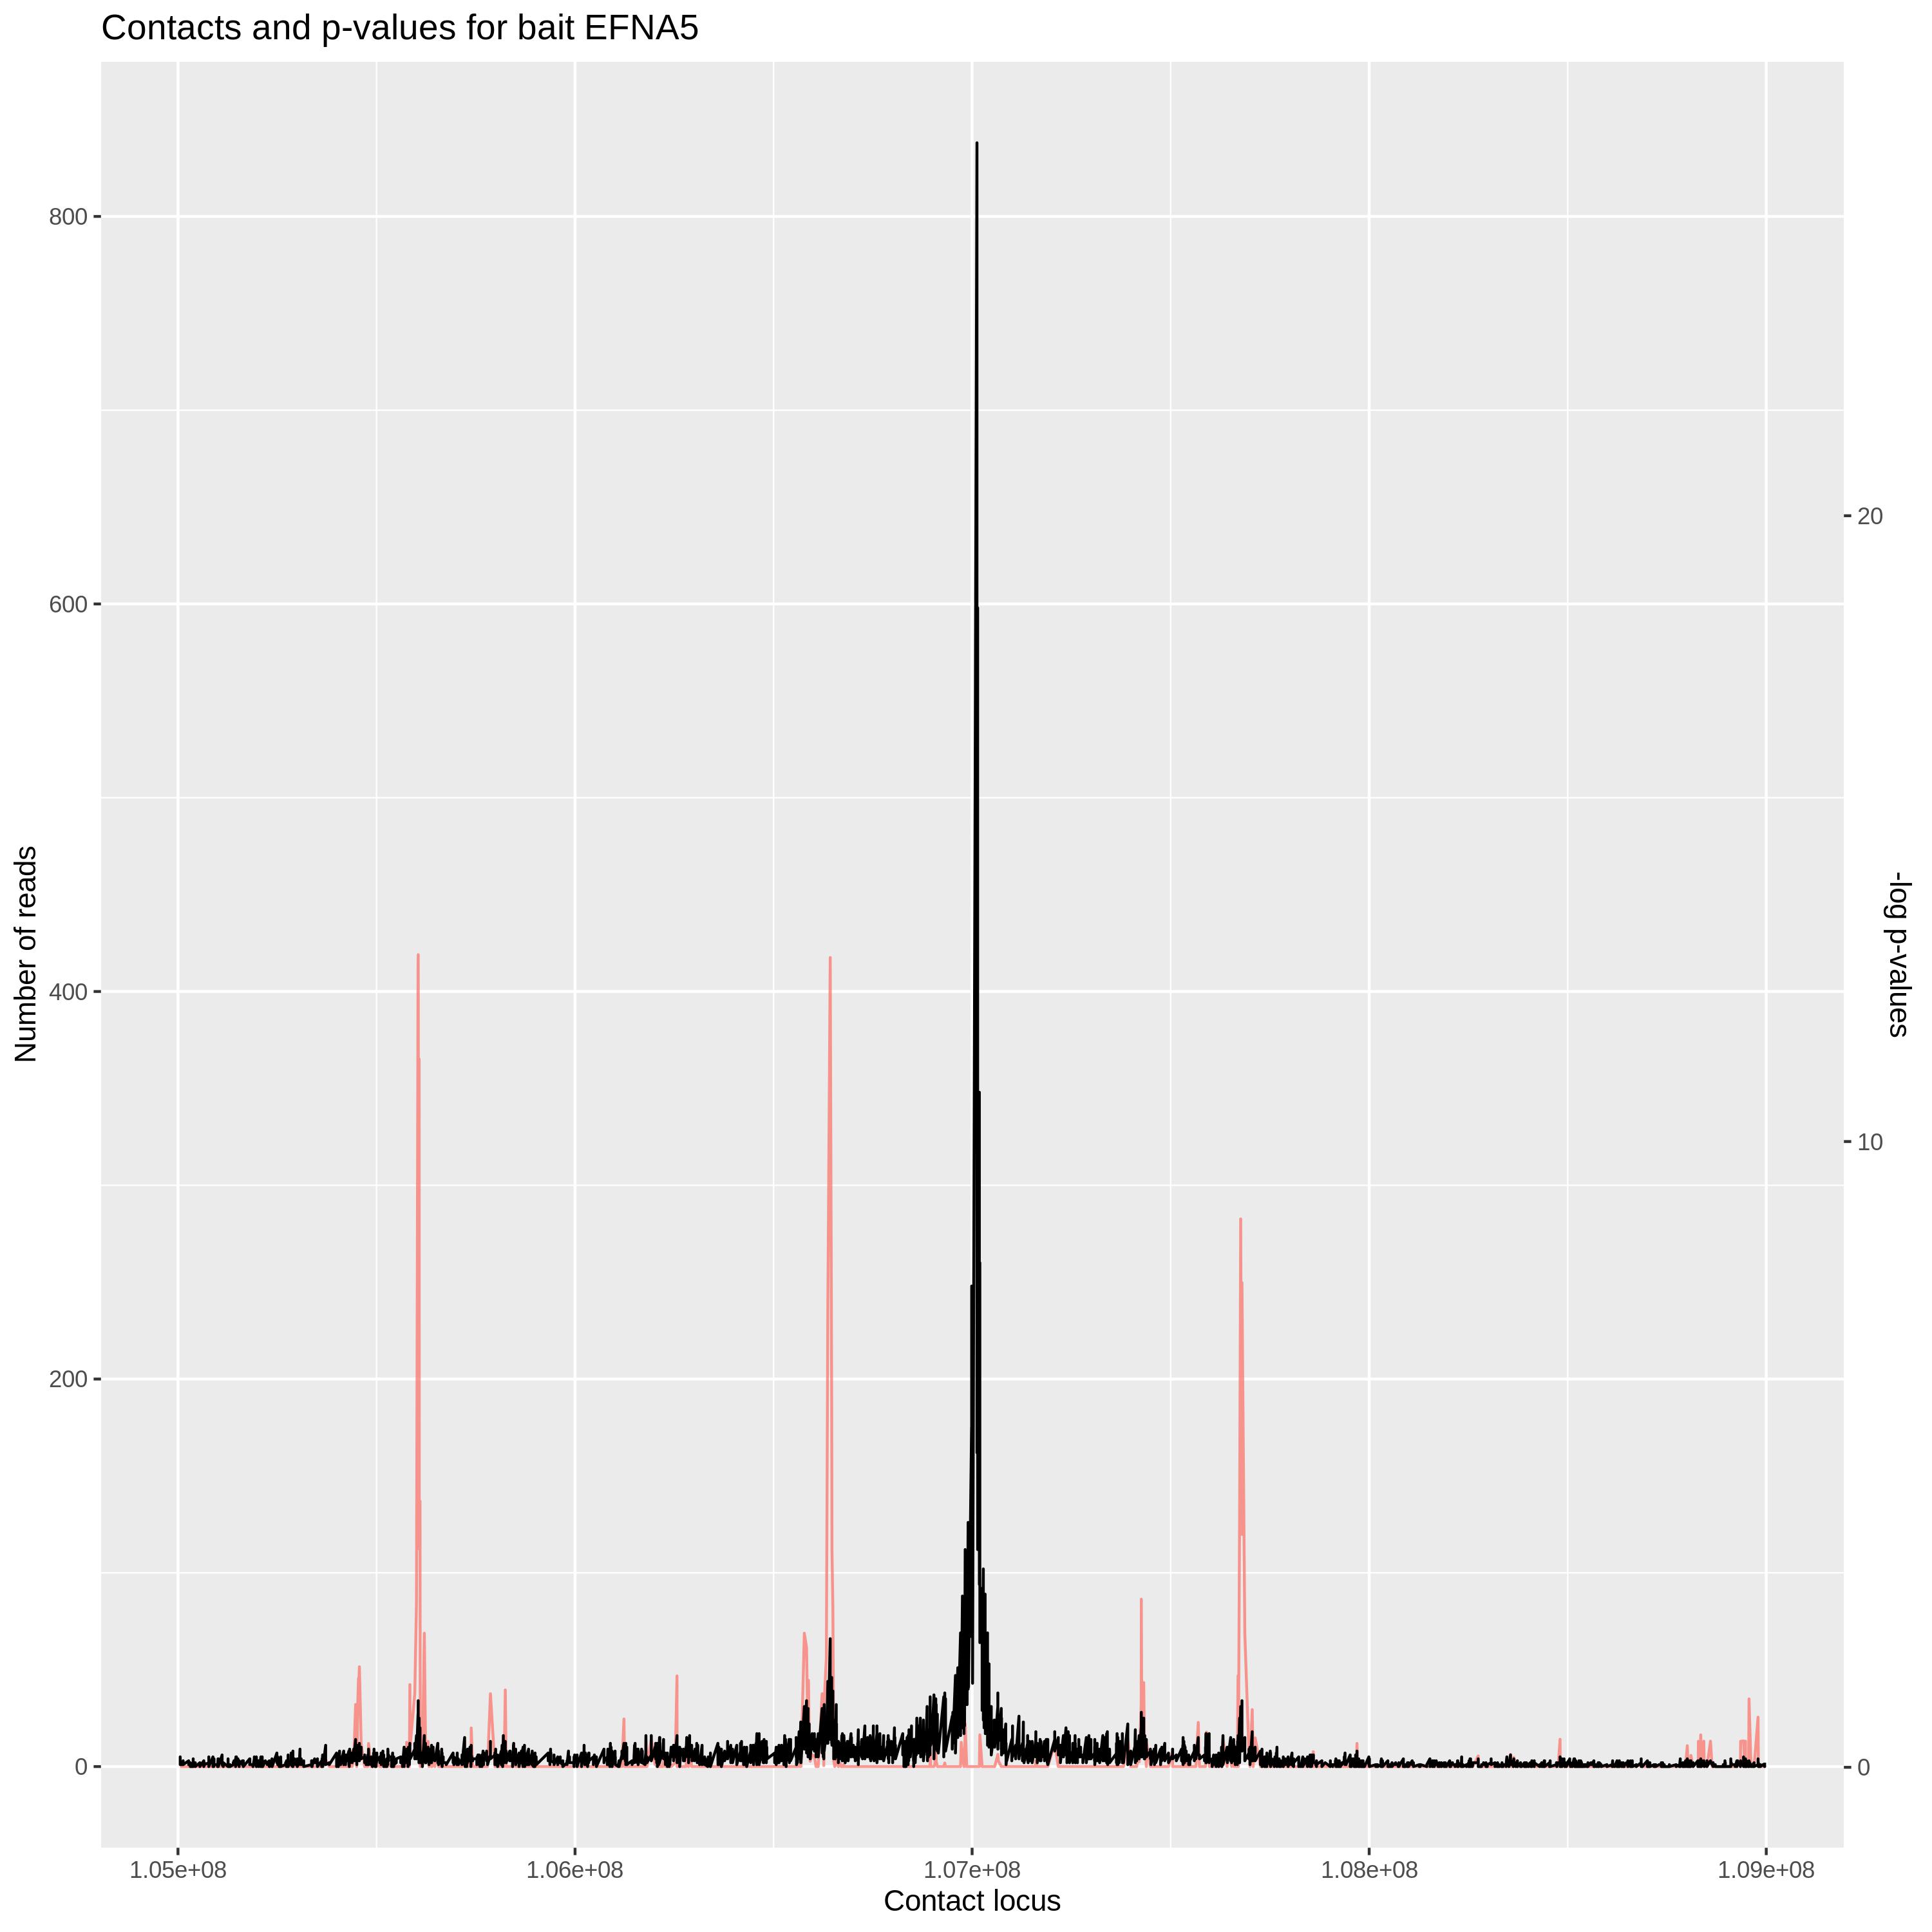 Contacts and p-values for bait EFNA5
800
600
400
200
0
Number of reads
20
10
0
-log p-values
1.05e+08
1.06e+08
1.07e+08
1.08e+08
1.09e+08
Contact locus